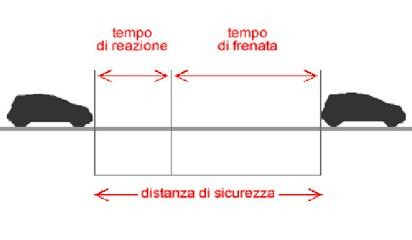 tempo
di reazione
tempo
di frenata
distanza di sicurezza